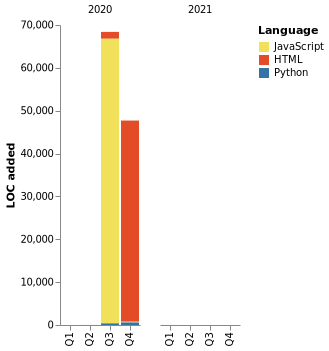 2020 2021
Language
JavaScript
HTML
Python
LOC added
70,000
60,000
50,000
40,000
30,000
20,000
10,000
0
Q1 Q2 Q3 Q4 Q1 Q2 Q3 Q4